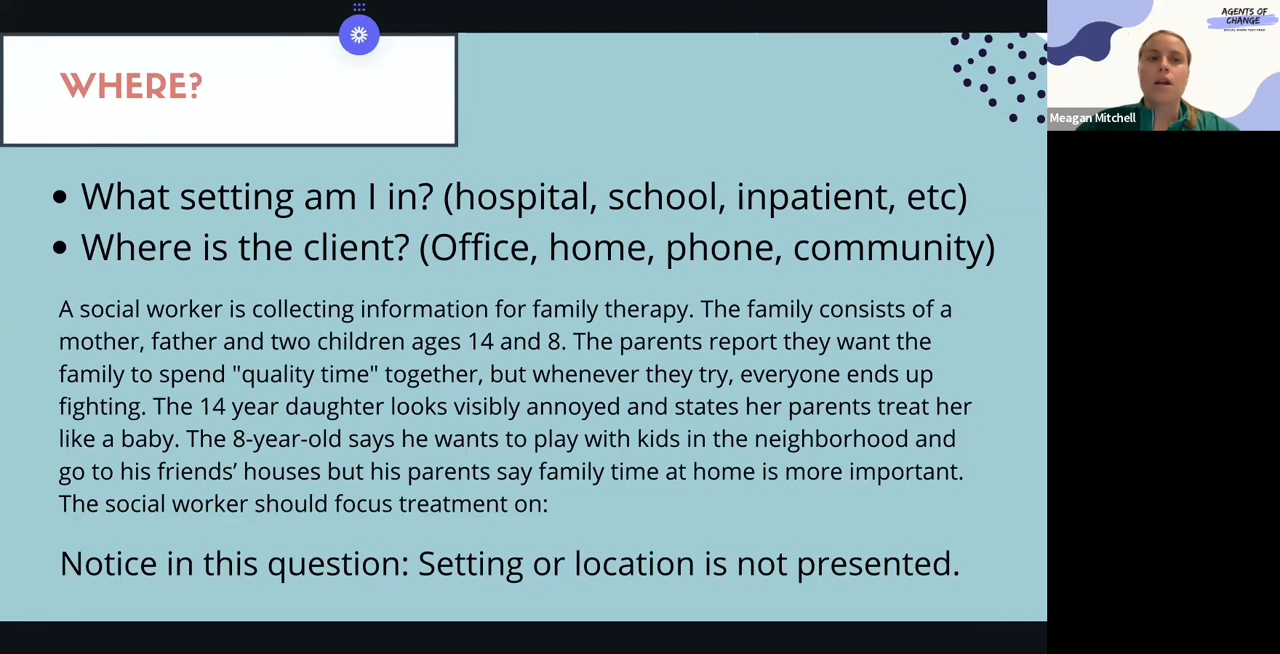 WHERE?
• What setting am I in? (hospital, school, inpatient, etc)
• Where is the client? (Office, home, phone, community)
A social worker is collecting information for family therapy. The family consists of a
mother, father and two children ages 14 and 8. The parents report they want the
family to spend "quality time" together, but whenever they try, everyone ends up
fighting. The 14 year daughter looks visibly annoyed and states her parents treat her
like a baby. The 8-year-old says he wants to play with kids in the neighborhood and
go to his friends’ houses but his parents say family time at home is more important.
The social worker should focus treatment on:
Notice in this question: Setting or location is not presented.
AGENTS OF
CHANGE
SOCIAL WORK TEST PREP
Meagan Mitchell